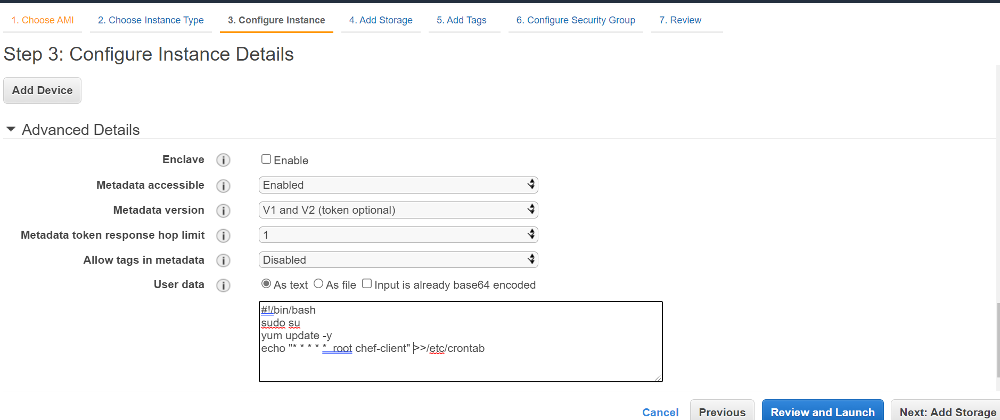 1. Choose AMI 2. Choose Instance Type 3. Configure Instance 4. Add Storage 5. Add Tags 6. Configure Security Group 7. Review
Step 3: Configure Instance Details
Add Device
Advanced Details
Enclave i Enable
Metadata accessible i Enabled
Metadata version i V1 and V2 (token optional)
Metadata token response hop limit i 1
Allow tags in metadata i Disabled
User data i As text As file Input is already base64 encoded
#!/bin/bash
sudo su
yum update -y
echo "* * * * *  root chef-client" >>/etc/crontab
Cancel Previous Review and Launch Next: Add Storage